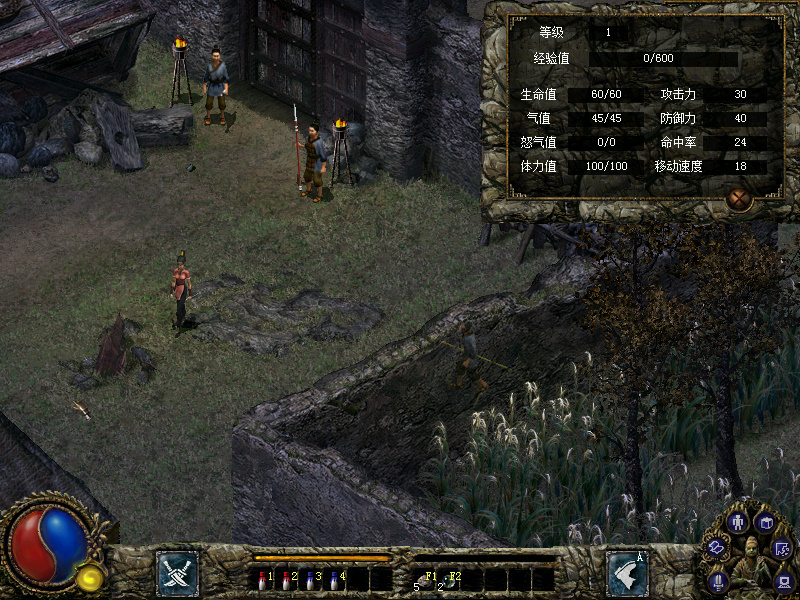 等级 1
经验值 0/600
生命值 60/60 攻击力 30
气值 45/45 防御力 40
怒气值 0/0 命中率 24
体力值 100/100 移动速度 18
A
1 2 3 4 F1 F2
5 2